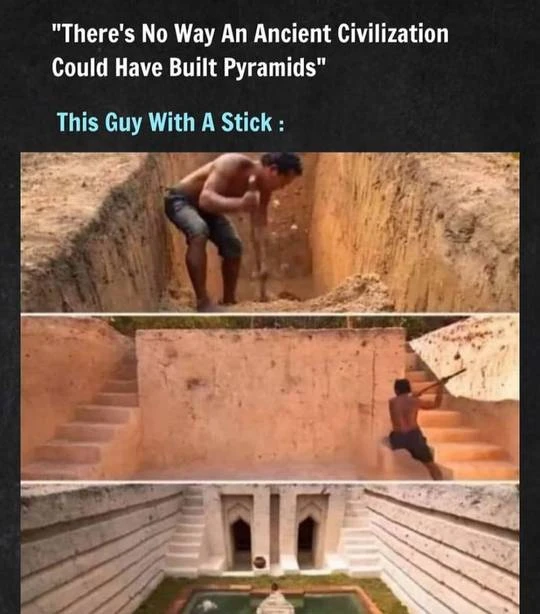 "There's No Way An Ancient Civilization
Could Have Built Pyramids"
This Guy With A Stick :